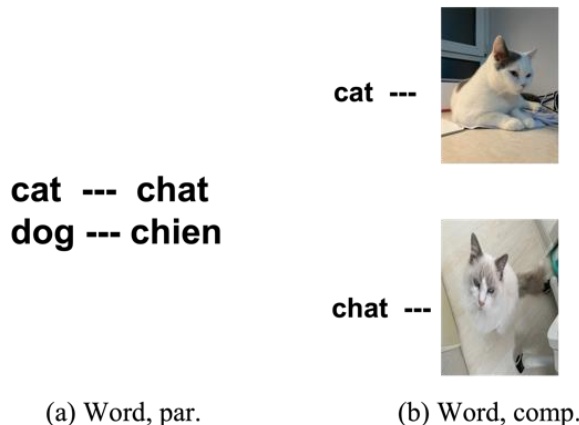 cat --- chat
dog --- chien
(a) Word, par.
cat ---
chat ---
(b) Word, comp.